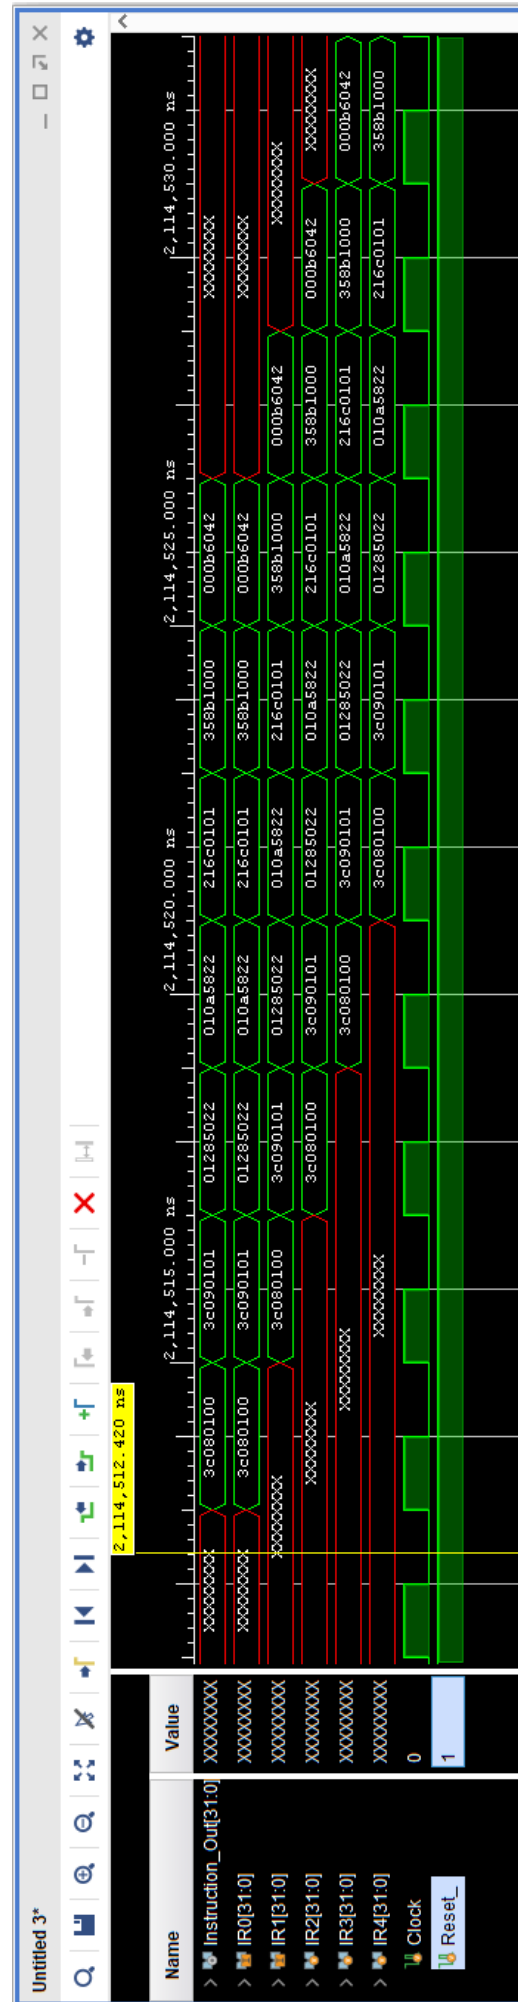 Untitled 3*
2,114,512.420 ns
Name Value 2,114,515.000 ns 2,114,520.000 ns 2,114,525.000 ns 2,114,530.000 ns
Instruction_Out[31:0] XXXXXXXX XXXXXXXX 3c080100 3c090101 01285022 010a5822 216c0101 358b1000 000b6042 XXXXXXXX
IR0[31:0] XXXXXXXX XXXXXXXX 3c080100 3c090101 01285022 010a5822 216c0101 358b1000 000b6042 XXXXXXXX
IR1[31:0] XXXXXXXX XXXXXXXX 3c080100 3c090101 01285022 010a5822 216c0101 358b1000 000b6042 XXXXXXXX
IR2[31:0] XXXXXXXX XXXXXXXX 3c080100 3c090101 01285022 010a5822 216c0101 358b1000 000b6042 XXXXXXXX
IR3[31:0] XXXXXXXX XXXXXXXX 3c080100 3c090101 01285022 010a5822 216c0101 358b1000 000b6042
IR4[31:0] XXXXXXXX XXXXXXXX 3c080100 3c090101 01285022 010a5822 216c0101 358b1000
Clock 0
Reset_ 1